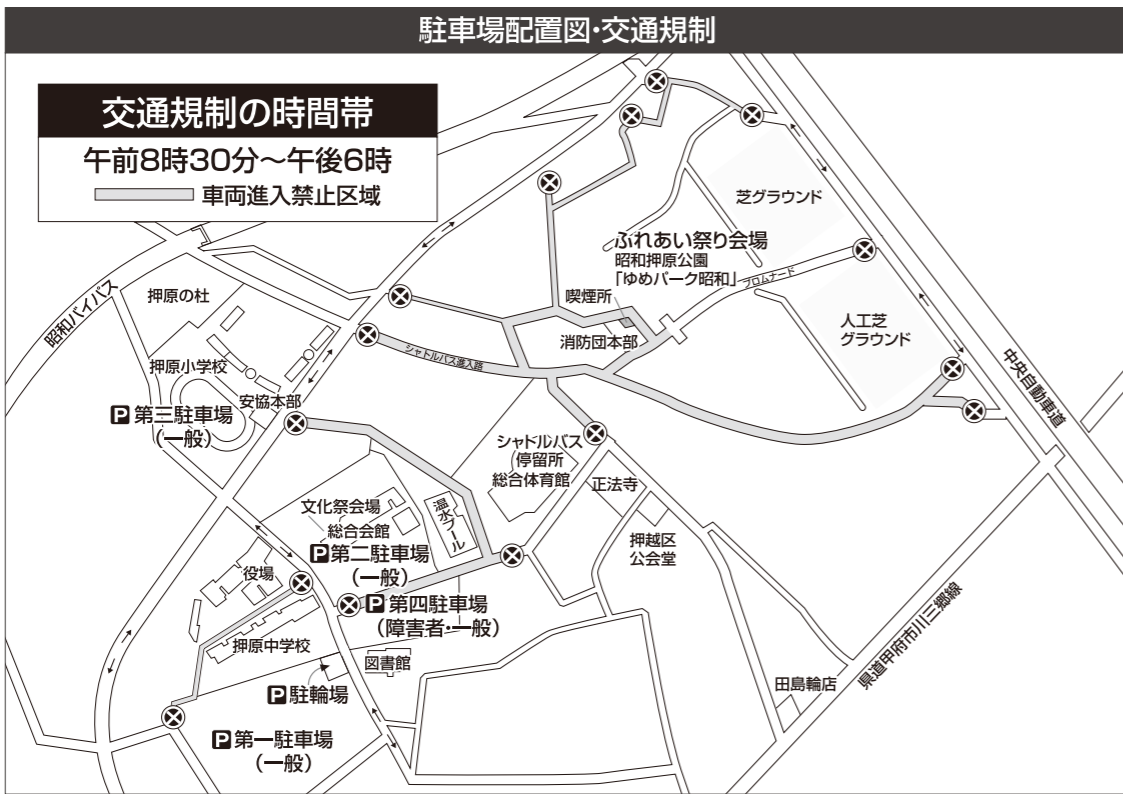 駐車場配置図・交通規制
交通規制の時間帯
午前8時30分～午後6時
車両進入禁止区域
芝グラウンド
ふれあい祭り会場
昭和押原公園
「ゆめパーク昭和」
プロムナード
喫煙所
消防団本部
人工芝
グラウンド
中央自動車道
昭和バイパス
押原の杜
押原小学校
シャトルバス進入路
安協本部
P 第三駐車場
(一般)
シャドルバス
停留所
総合体育館
正法寺
文化祭会場
総合会館
温水プール
押越区
公会堂
P 第二駐車場
(一般)
役場
P 第四駐車場
(障害者・一般)
押原中学校
図書館
P 駐輪場
田島輪店
県道甲府市川三郷線
P 第一駐車場
(一般)